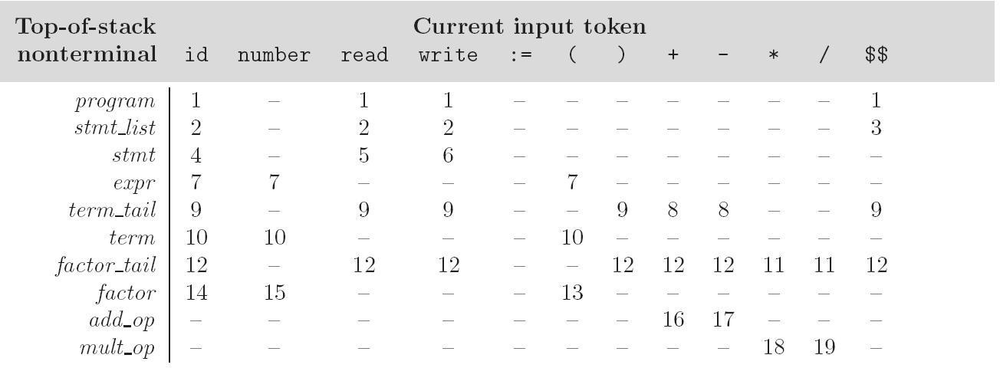 Top-of-stack Current input token
nonterminal id number read write := ( ) + - * / $$
program 1 – 1 1 – – – – – – – 1
stmt_list 2 – 2 2 – – – – – – – 3
stmt 4 – 5 6 – – – – – – – –
expr 7 7 – – – 7 – – – – – –
term_tail 9 – 9 9 – – 9 8 8 – – 9
term 10 10 – – – 10 – – – – – –
factor_tail 12 – 12 12 – – 12 12 12 11 11 12
factor 14 15 – – – 13 – – – – – –
add_op – – – – – – – 16 17 – – –
mult_op – – – – – – – – – 18 19 –